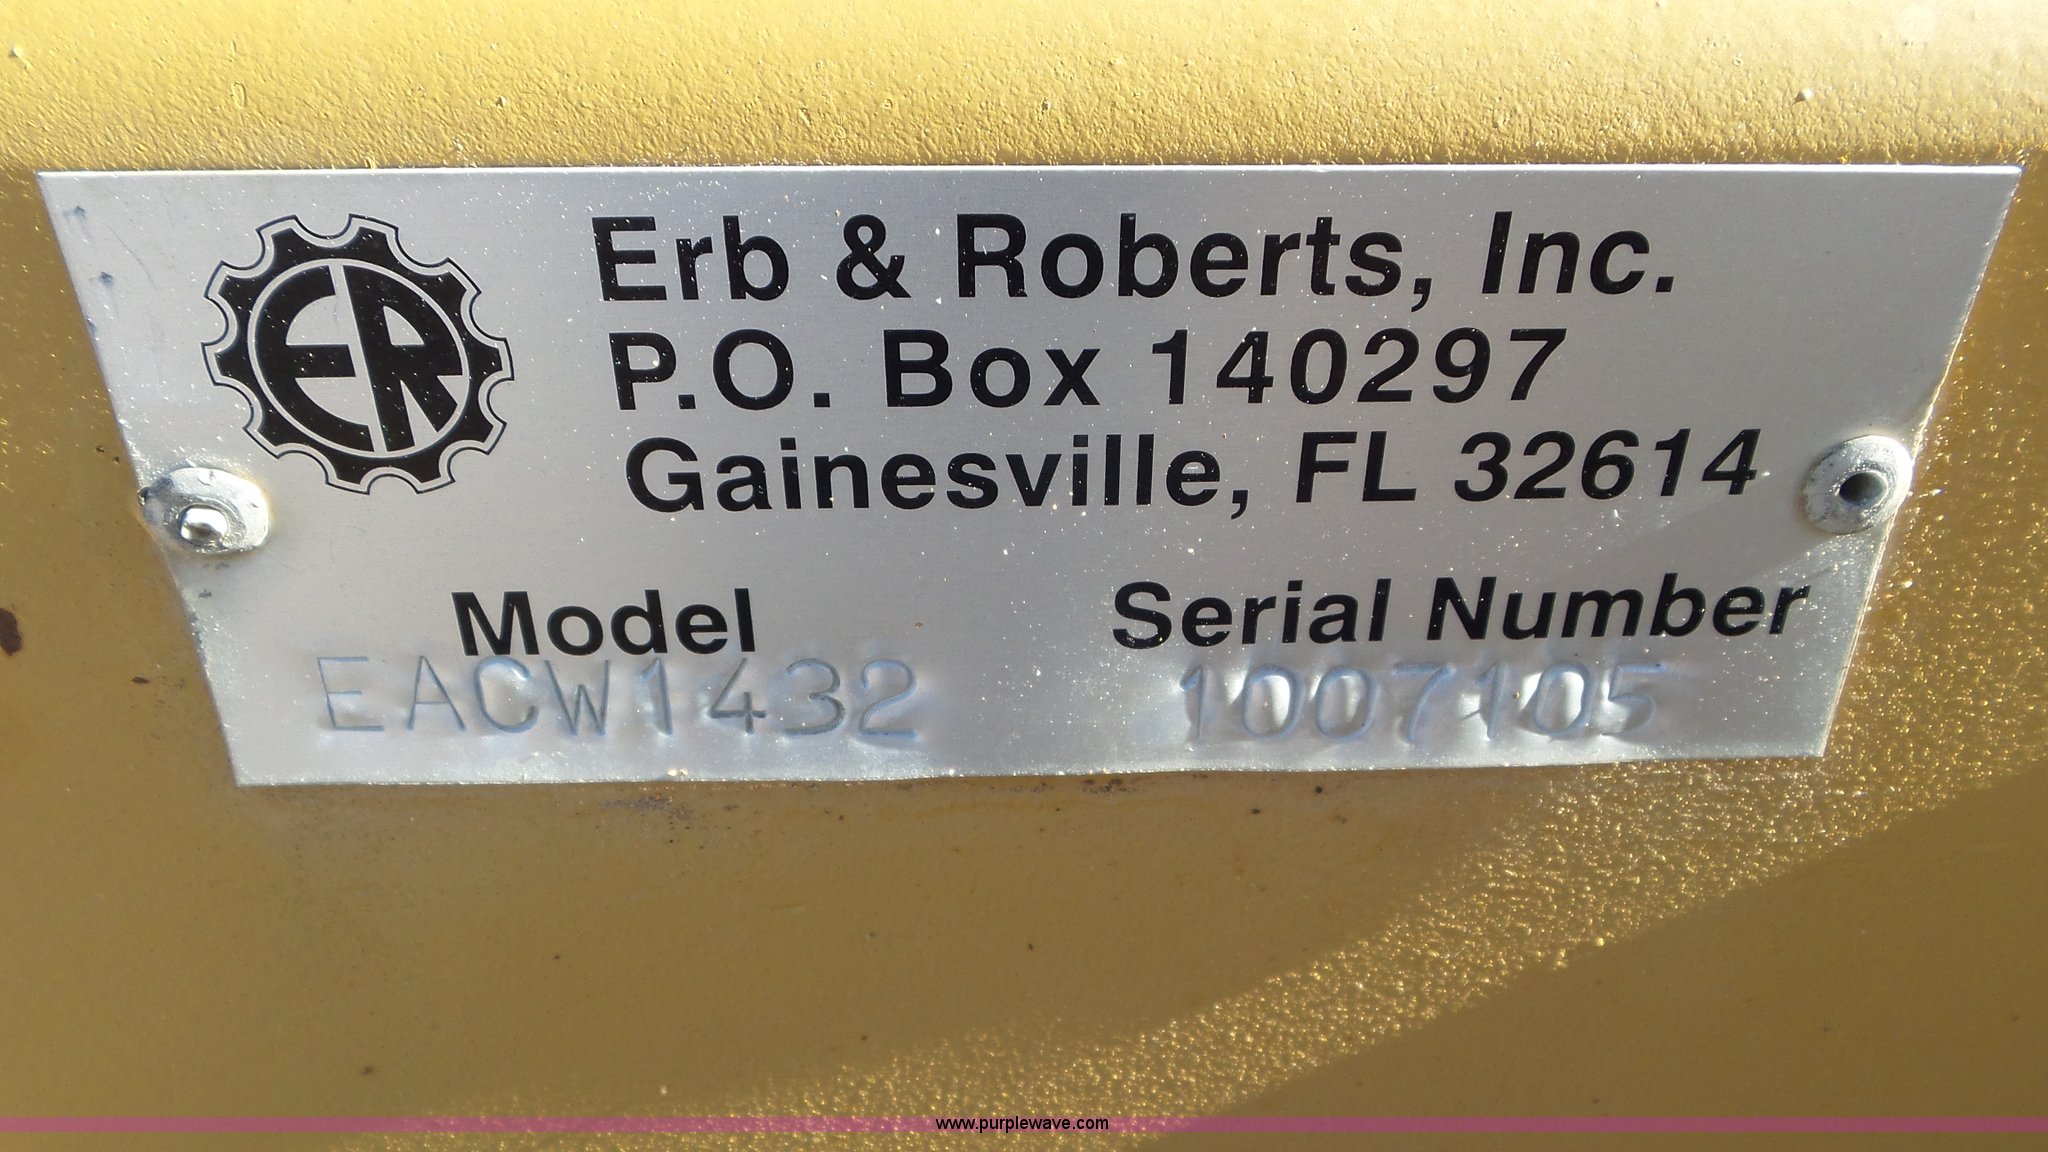 ER
Erb & Roberts, Inc.
P.O. Box 140297
Gainesville, FL 32614
Model Serial Number
EACW1432 1007105
www.purplewave.com